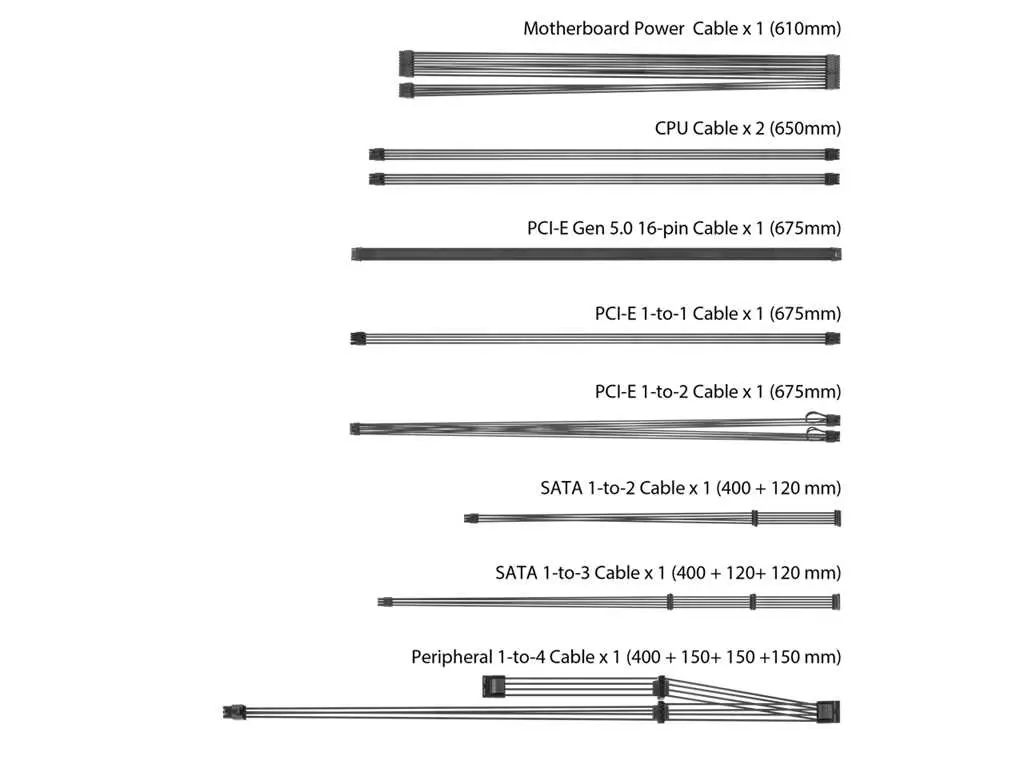 Motherboard Power  Cable x 1 (610mm)
CPU Cable x 2 (650mm)
PCI-E Gen 5.0 16-pin Cable x 1 (675mm)
PCI-E 1-to-1 Cable x 1 (675mm)
PCI-E 1-to-2 Cable x 1 (675mm)
SATA 1-to-2 Cable x 1 (400 + 120 mm)
SATA 1-to-3 Cable x 1 (400 + 120+ 120 mm)
Peripheral 1-to-4 Cable x 1 (400 + 150+ 150 +150 mm)